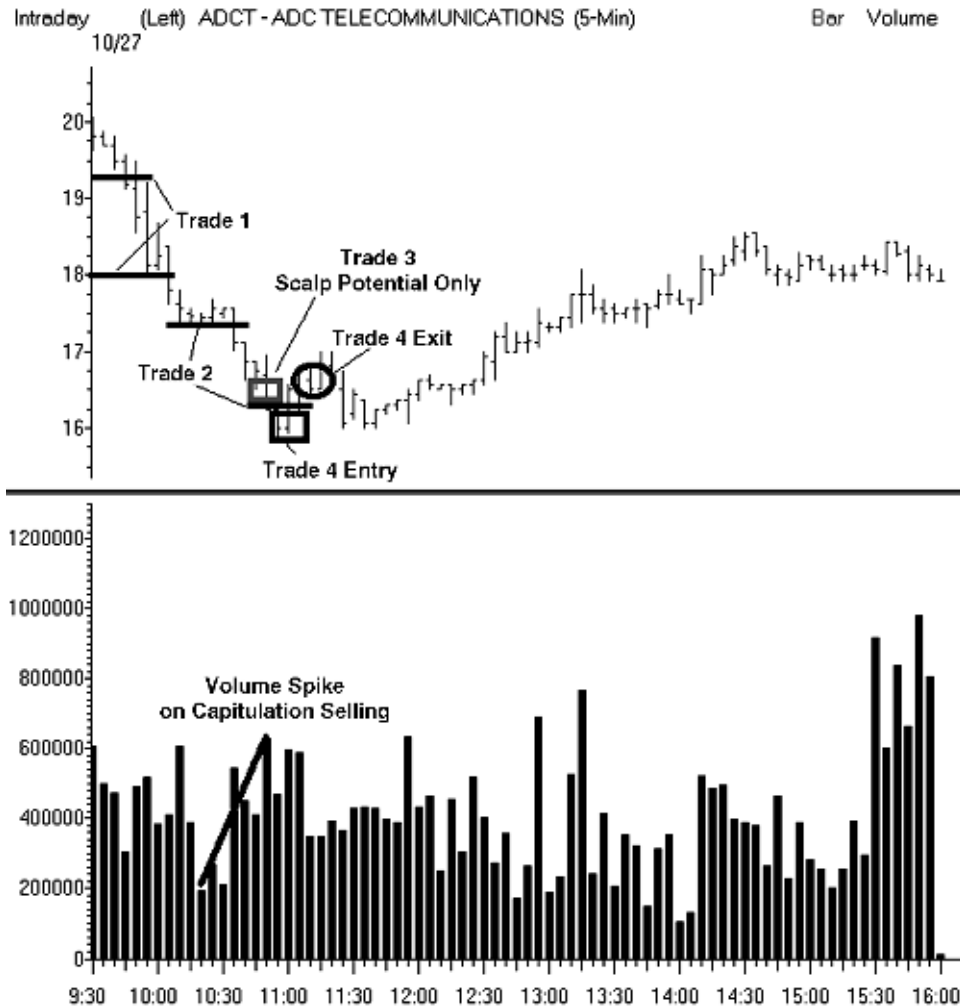 Intraday (Left) ADCT - ADC TELECOMMUNICATIONS (5-Min) Bar Volume
10/27
20
19
Trade 1
Trade 3
18
Scalp Potential Only
17
Trade 4 Exit
Trade 2
16
Trade 4 Entry
1200000
1000000
800000
Volume Spike
on Capitulation Selling
600000
400000
200000
0
9:30 10:00 10:30 11:00 11:30 12:00 12:30 13:00 13:30 14:00 14:30 15:00 15:30 16:00